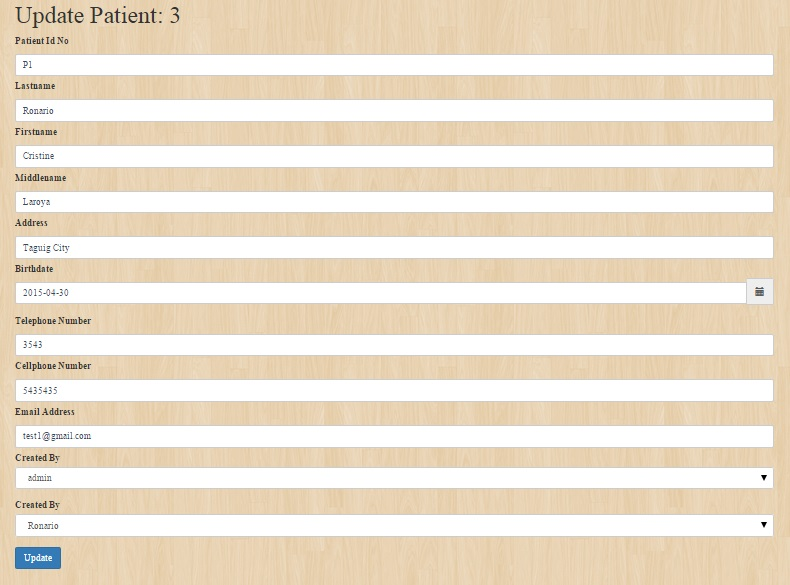 Update Patient: 3
Patient Id No
P1
Lastname
Ronario
Firstname
Cristine
Middlename
Laroya
Address
Taguig City
Birthdate
2015-04-30
Telephone Number
3543
Cellphone Number
5435435
Email Address
test1@gmail.com
Created By
admin
Created By
Ronario
Update